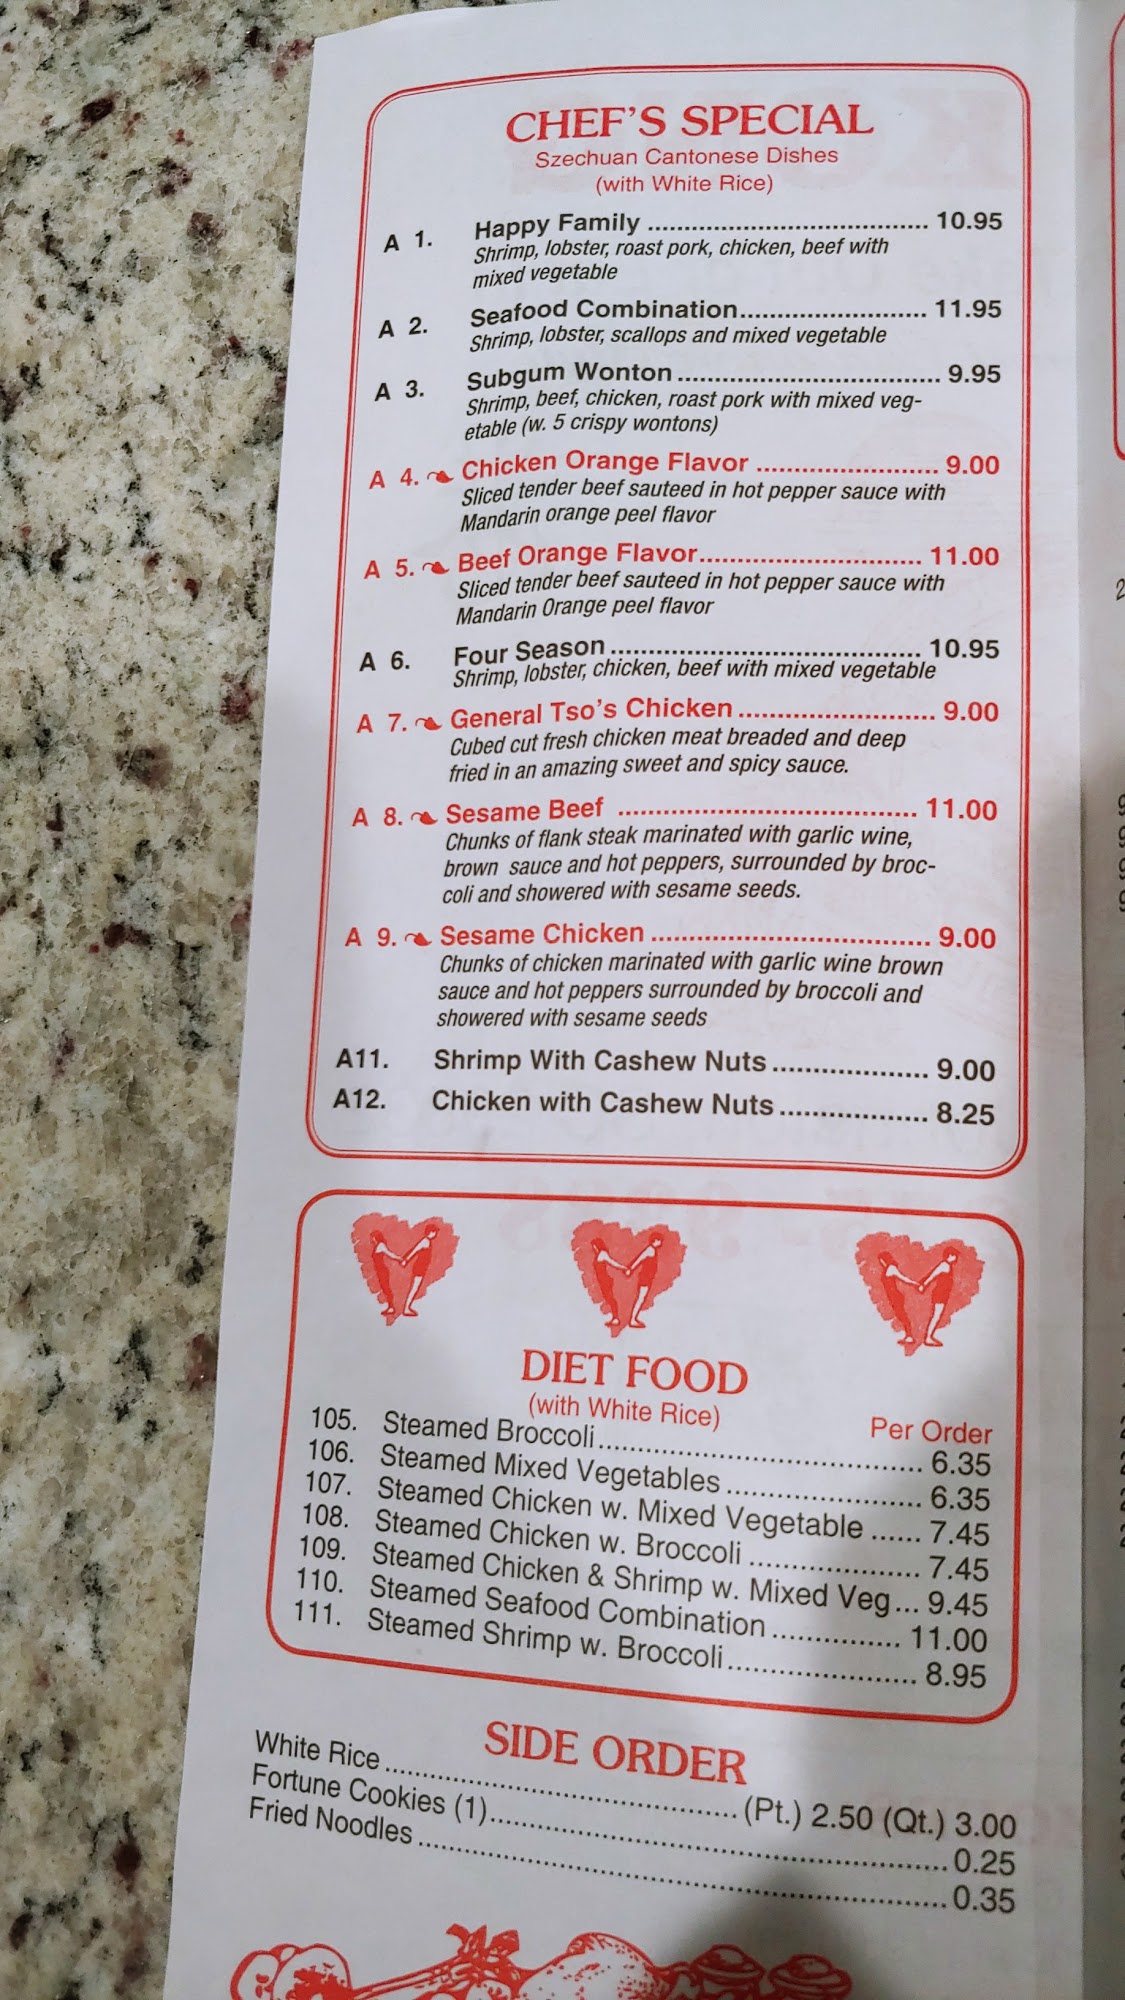 CHEF'S SPECIAL
Szechuan Cantonese Dishes
(with White Rice)
A 1. Happy Family ........ 10.95
Shrimp, lobster, roast pork, chicken, beef with
mixed vegetable
A 2. Seafood Combination ........ 11.95
Shrimp, lobster, scallops and mixed vegetable
A 3. Subgum Wonton ........ 9.95
Shrimp, beef, chicken, roast pork with mixed veg-
etable (w. 5 crispy wontons)
A 4. Chicken Orange Flavor ........ 9.00
Sliced tender beef sauteed in hot pepper sauce with
Mandarin orange peel flavor
A 5. Beef Orange Flavor ........ 11.00
Sliced tender beef sauteed in hot pepper sauce with
Mandarin Orange peel flavor
A 6. Four Season ........ 10.95
Shrimp, lobster, chicken, beef with mixed vegetable
A 7. General Tso's Chicken ........ 9.00
Cubed cut fresh chicken meat breaded and deep
fried in an amazing sweet and spicy sauce.
A 8. Sesame Beef ........ 11.00
Chunks of flank steak marinated with garlic wine,
brown sauce and hot peppers, surrounded by broc-
coli and showered with sesame seeds.
A 9. Sesame Chicken ........ 9.00
Chunks of chicken marinated with garlic wine brown
sauce and hot peppers surrounded by broccoli and
showered with sesame seeds
A11. Shrimp With Cashew Nuts ........ 9.00
A12. Chicken with Cashew Nuts ........ 8.25
DIET FOOD
(with White Rice) Per Order
105. Steamed Broccoli ........ 6.35
106. Steamed Mixed Vegetables ........ 6.35
107. Steamed Chicken w. Mixed Vegetable ...... 7.45
108. Steamed Chicken w. Broccoli ........ 7.45
109. Steamed Chicken & Shrimp w. Mixed Veg... 9.45
110. Steamed Seafood Combination ........ 11.00
111. Steamed Shrimp w. Broccoli ........ 8.95
SIDE ORDER
White Rice ........ (Pt.) 2.50 (Qt.) 3.00
Fortune Cookies (1) ........ 0.25
Fried Noodles ........ 0.35